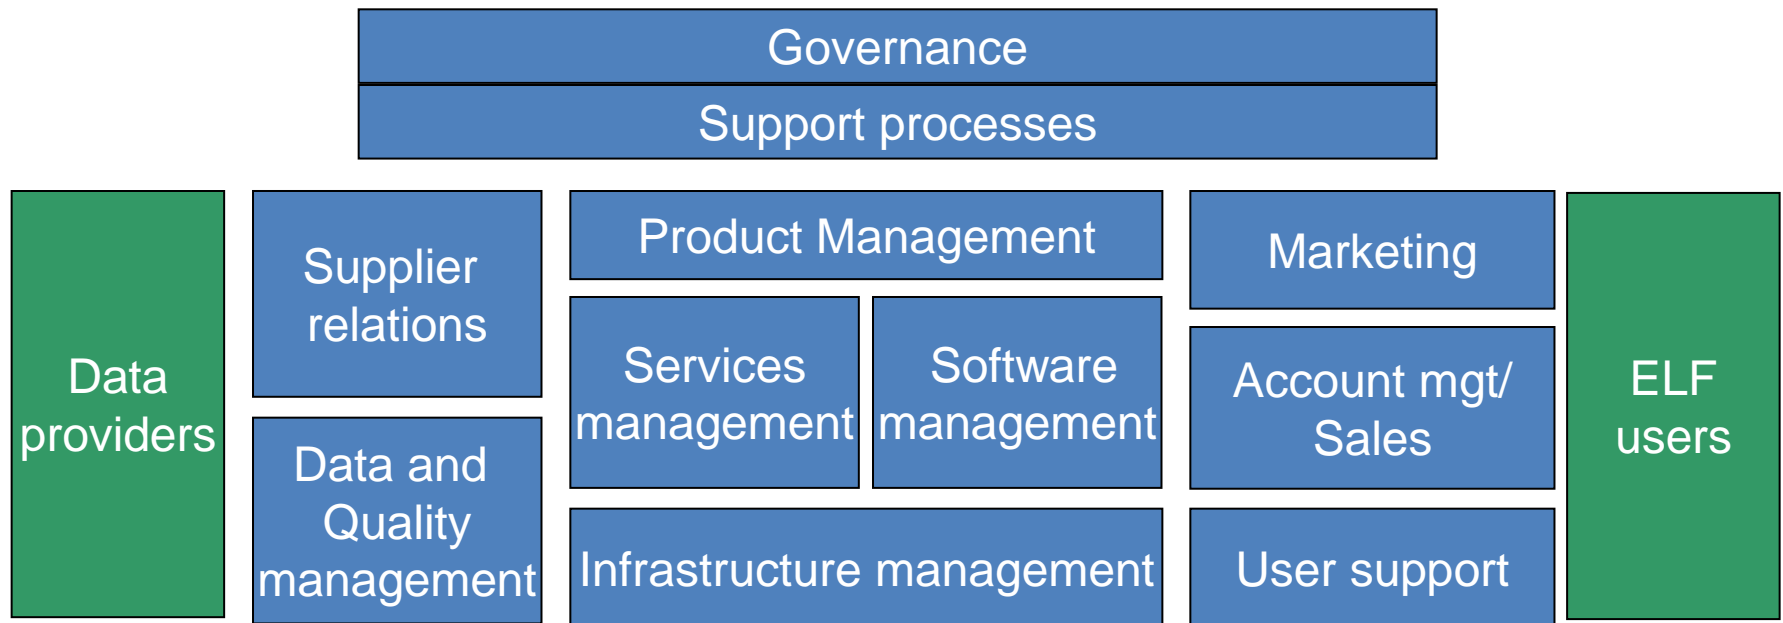 Governance
Support processes
Data
providers
Supplier
relations
Data and
Quality
management
Product Management
Services
management
Software
management
Infrastructure management
Marketing
Account mgt/
Sales
User support
ELF
users